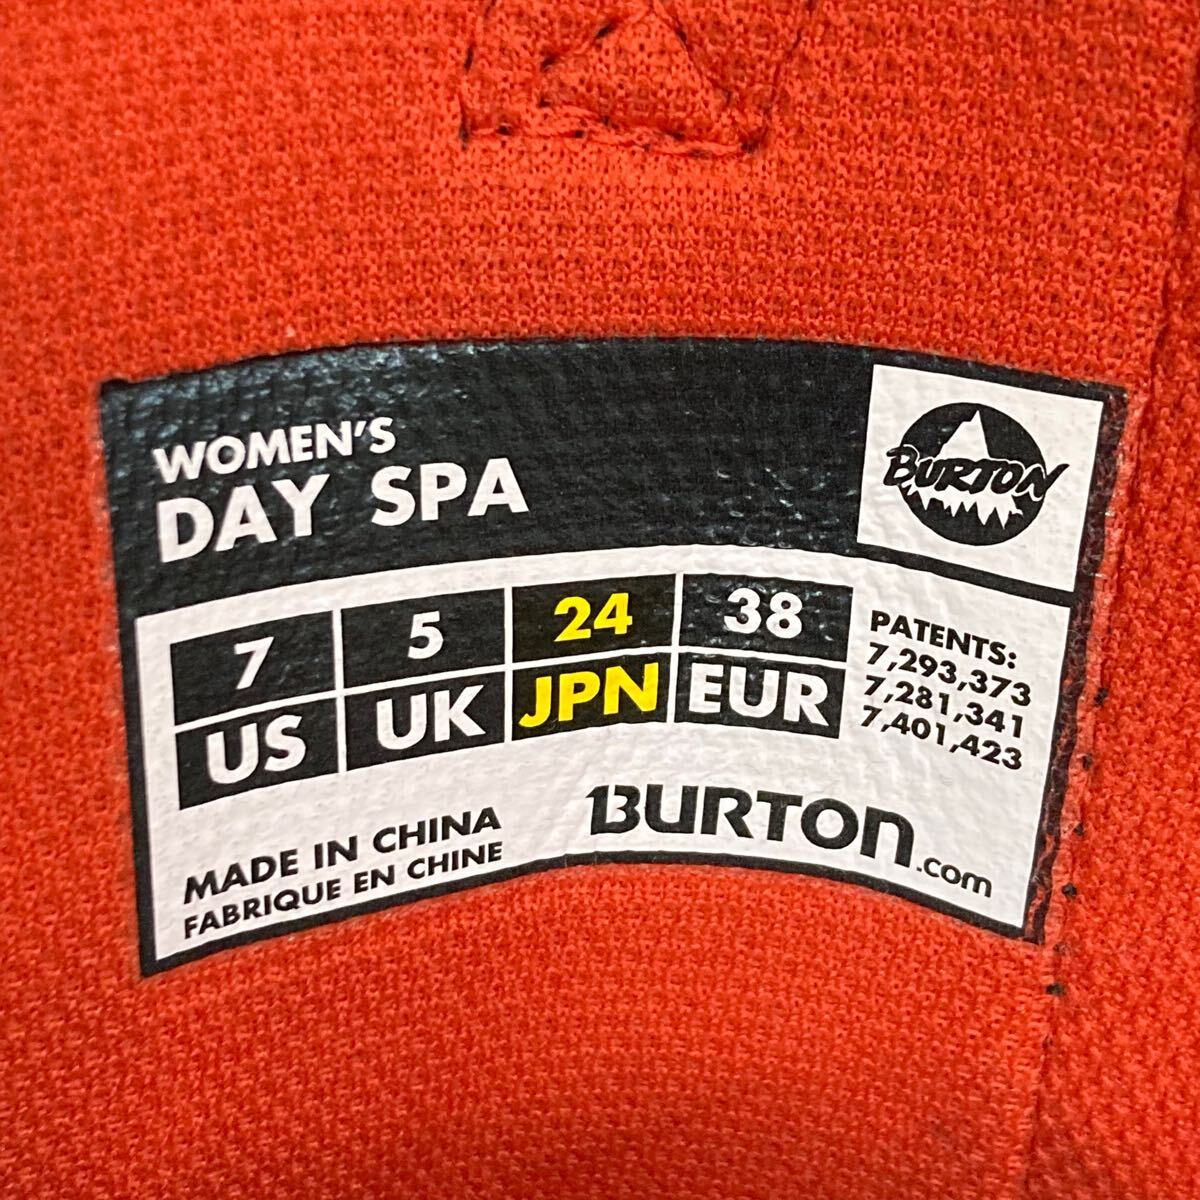 WOMEN'S
DAY SPA
BURTON
7 5 24 38
US UK JPN EUR
PATENTS:
7,293,373
7,281,341
7,401,423
MADE IN CHINA
FABRIQUE EN CHINE
BURTON.com